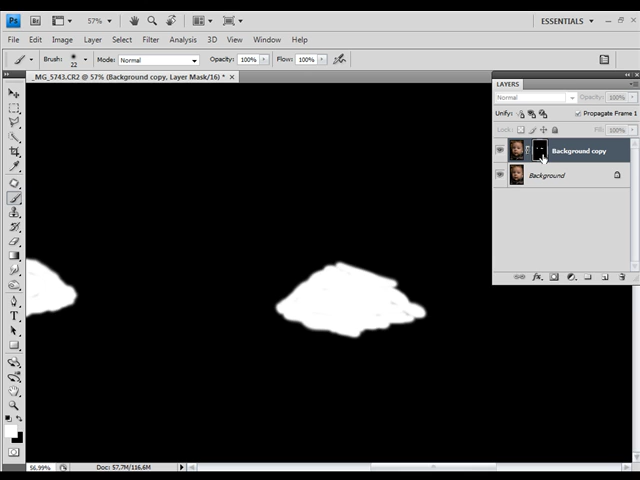 Ps Br 57% ESSENTIALS
File Edit Image Layer Select Filter Analysis 3D View Window Help
Brush: 22 Mode: Normal Opacity: 100% Flow: 100%
_MG_5743.CR2 @ 57% (Background copy, Layer Mask/16) * ×
LAYERS
Normal Opacity: 100%
Unify: Propagate Frame 1
Lock: Fill: 100%
Background copy
Background
T
fx
56,99% Doc: 57,7M/116,6M